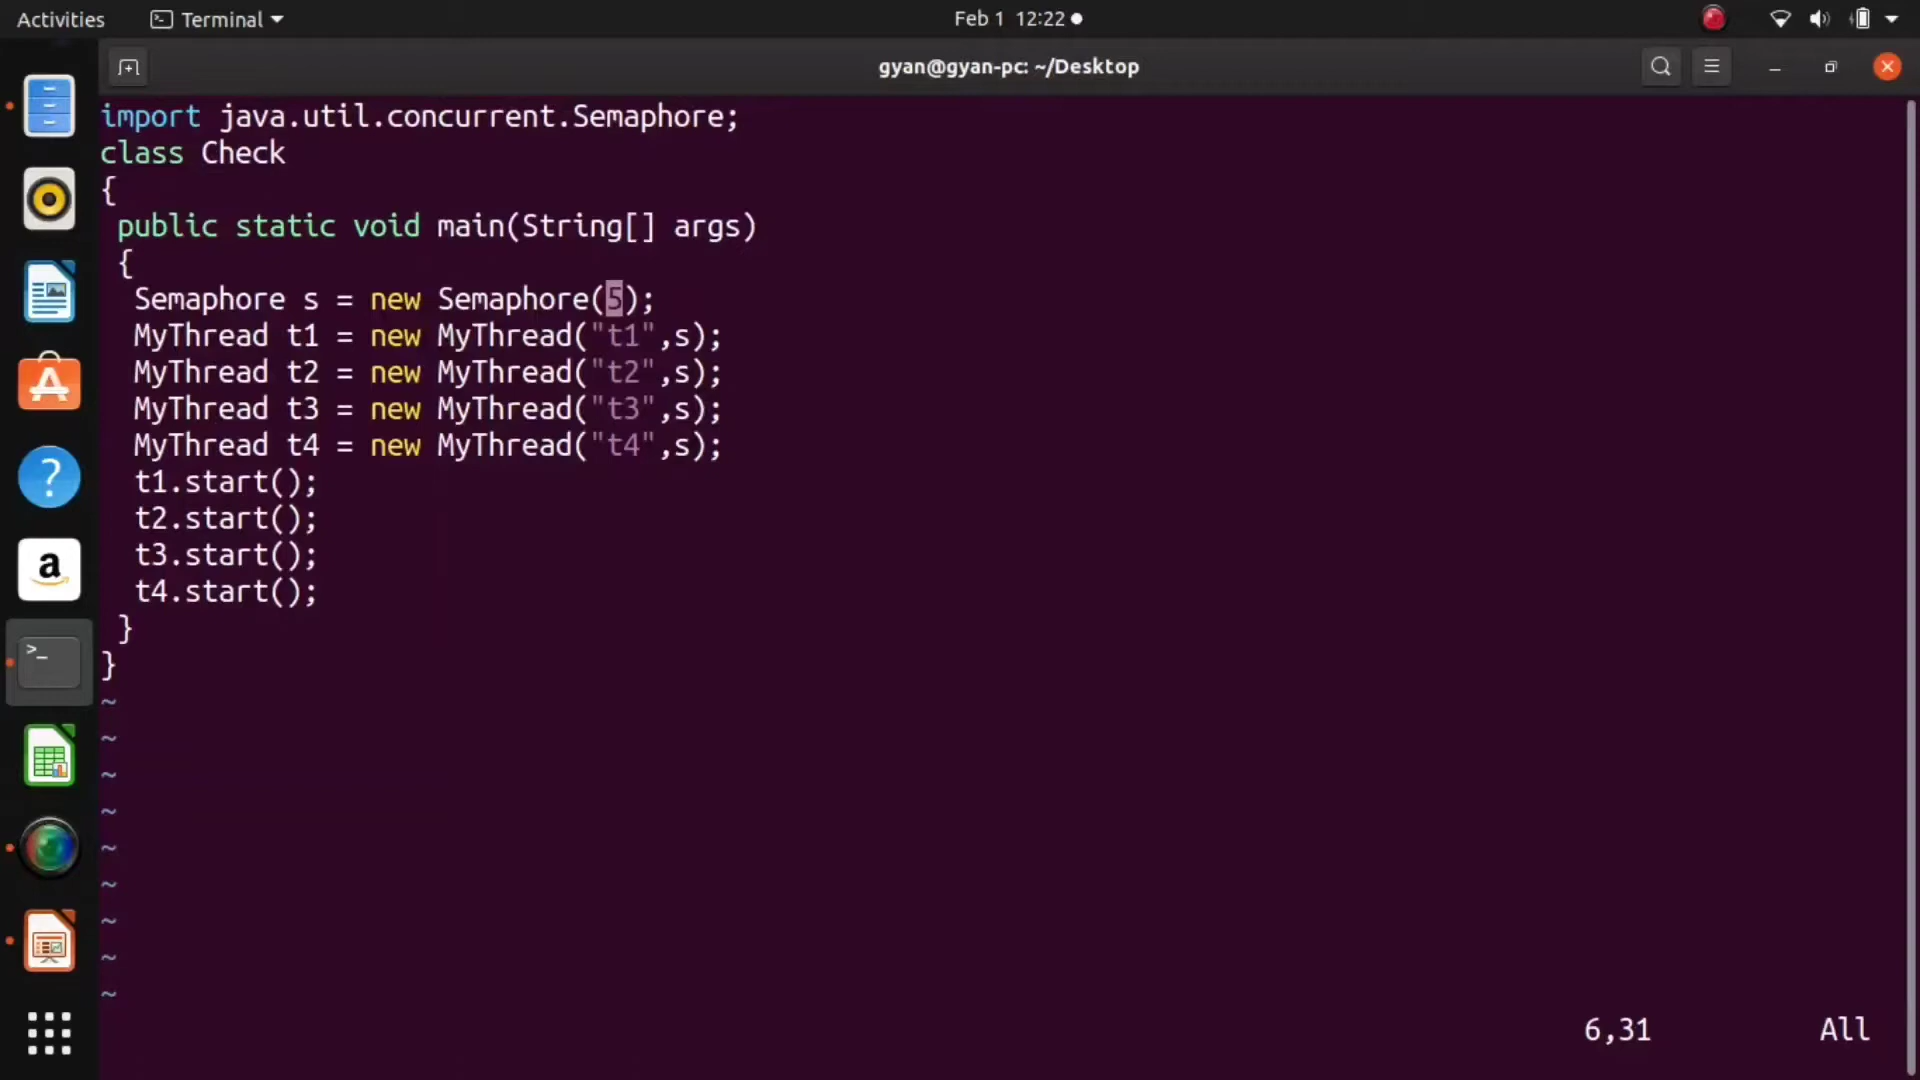 Activities Terminal Feb 1 12:22
gyan@gyan-pc: ~/Desktop
import java.util.concurrent.Semaphore;
class Check
{
public static void main(String[] args)
{
Semaphore s = new Semaphore(5);
MyThread t1 = new MyThread("t1",s);
MyThread t2 = new MyThread("t2",s);
MyThread t3 = new MyThread("t3",s);
MyThread t4 = new MyThread("t4",s);
t1.start();
t2.start();
t3.start();
t4.start();
}
}
~
~
~
~
~
~
~
~
~
6,31 All